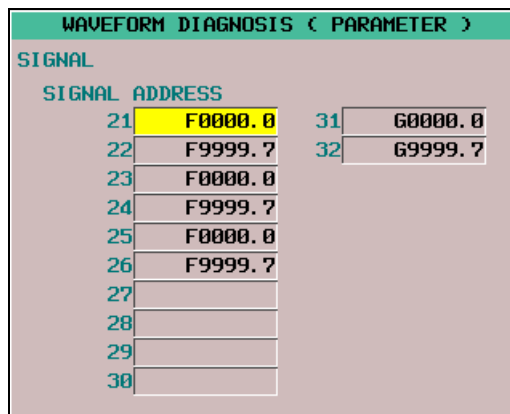 WAVEFORM DIAGNOSIS ( PARAMETER )
SIGNAL
SIGNAL ADDRESS
21 F0000.0 31 G0000.0
22 F9999.7 32 G9999.7
23 F0000.0
24 F9999.7
25 F0000.0
26 F9999.7
27
28
29
30